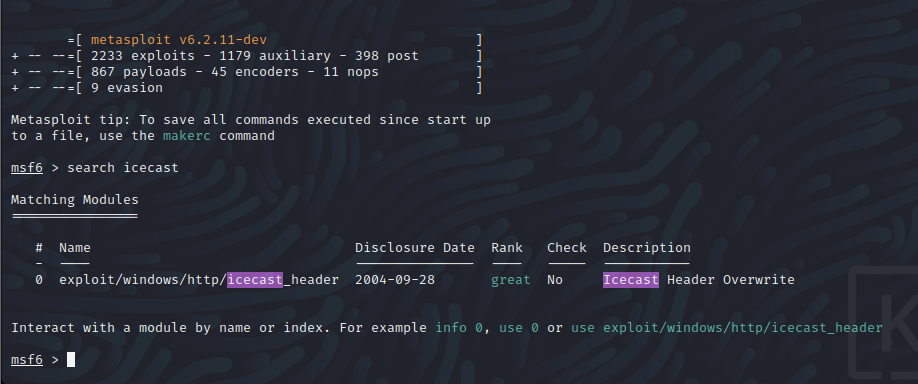 =[ metasploit v6.2.11-dev ]
+ -- --=[ 2233 exploits - 1179 auxiliary - 398 post ]
+ -- --=[ 867 payloads - 45 encoders - 11 nops ]
+ -- --=[ 9 evasion ]
Metasploit tip: To save all commands executed since start up
to a file, use the makerc command
msf6 > search icecast
Matching Modules
================
# Name Disclosure Date Rank Check Description
- ---- --------------- ---- ----- -----------
0 exploit/windows/http/icecast_header 2004-09-28 great No Icecast Header Overwrite
Interact with a module by name or index. For example info 0, use 0 or use exploit/windows/http/icecast_header
msf6 >
K